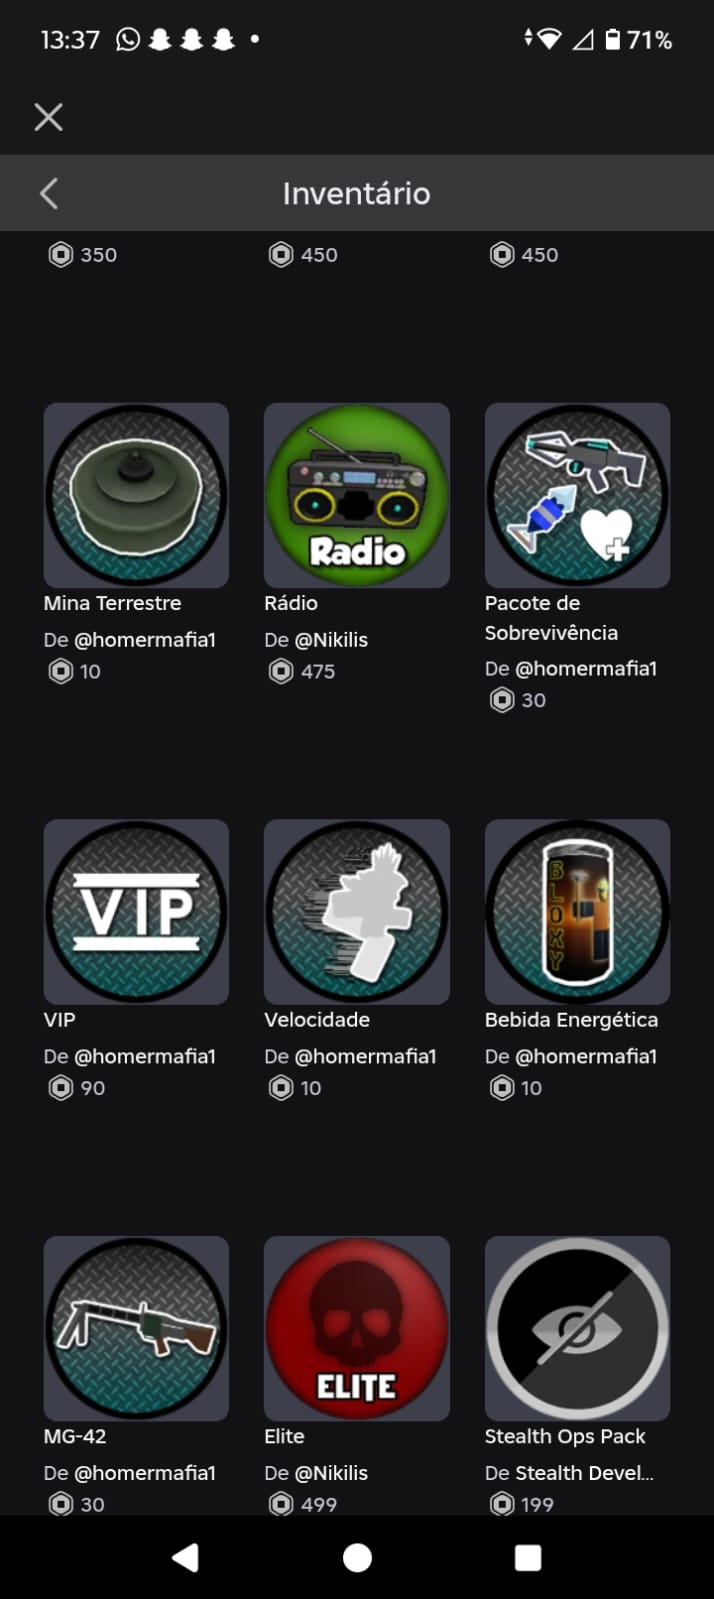 13:37 71%
Inventário
350 450 450
Radio
Mina Terrestre
De @homermafia1
10
Rádio
De @Nikilis
475
Pacote de
Sobrevivência
De @homermafia1
30
VIP
BLOXY
VIP
De @homermafia1
90
Velocidade
De @homermafia1
10
Bebida Energética
De @homermafia1
10
ELITE
MG-42
De @homermafia1
30
Elite
De @Nikilis
499
Stealth Ops Pack
De Stealth Devel...
199